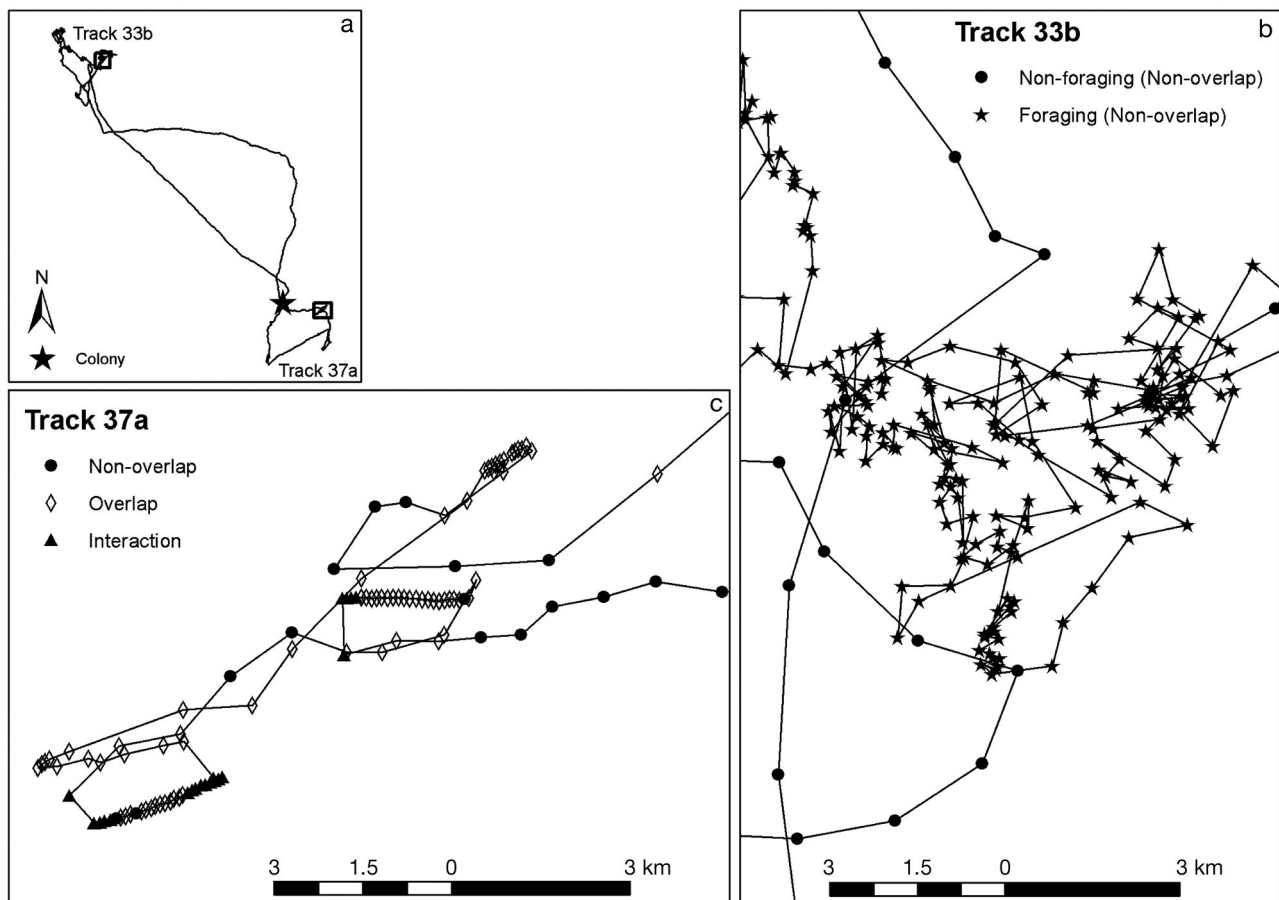 a
Track 33b
N
Colony
Track 37a
b
Track 33b
Non-foraging (Non-overlap)
Foraging (Non-overlap)
3 1.5 0 3 km
c
Track 37a
Non-overlap
Overlap
Interaction
3 1.5 0 3 km